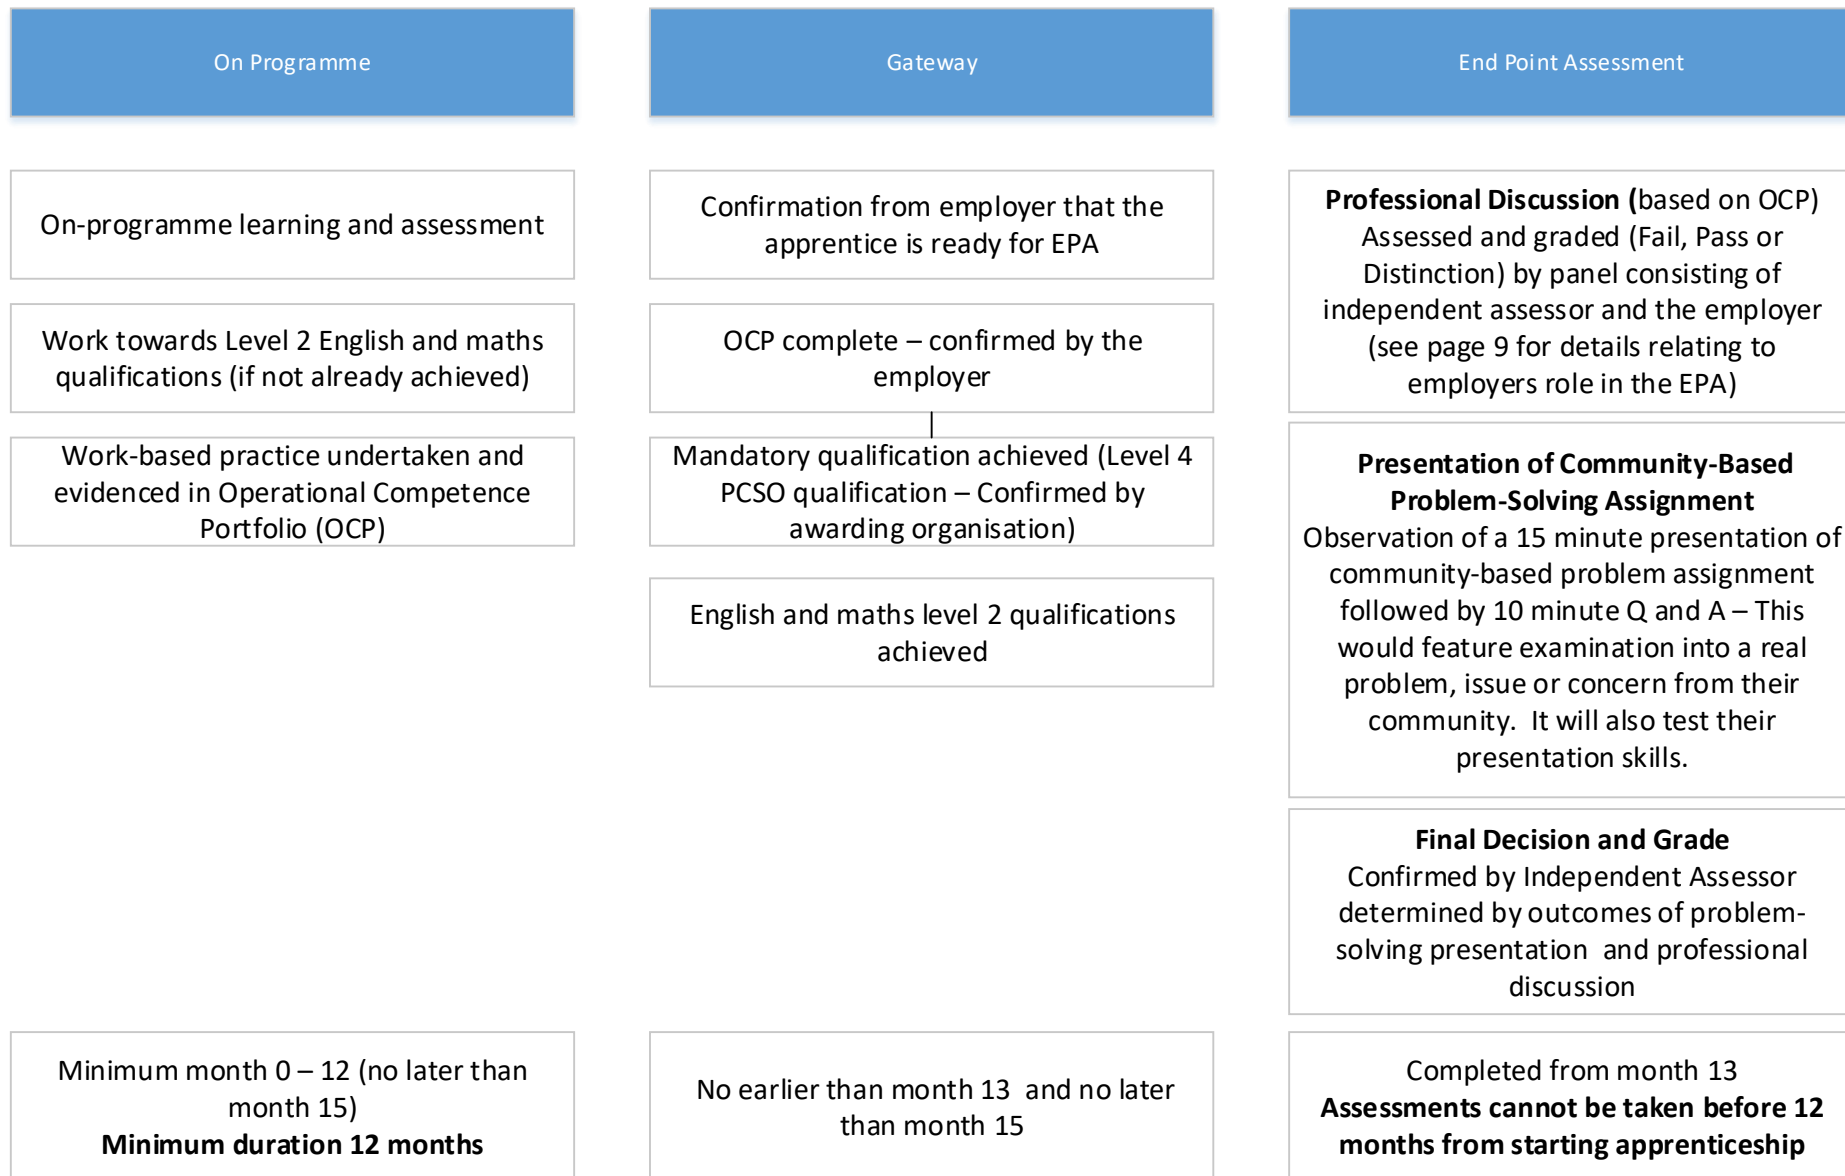 On Programme
On-programme learning and assessment
Work towards Level 2 English and maths
qualifications (if not already achieved)
Work-based practice undertaken and
evidenced in Operational Competence
Portfolio (OCP)
Minimum month 0 – 12 (no later than
month 15)
Minimum duration 12 months
Gateway
Confirmation from employer that the
apprentice is ready for EPA
OCP complete – confirmed by the
employer
Mandatory qualification achieved (Level 4
PCSO qualification – Confirmed by
awarding organisation)
English and maths level 2 qualifications
achieved
No earlier than month 13 and no later
than month 15
End Point Assessment
Professional Discussion (based on OCP)
Assessed and graded (Fail, Pass or
Distinction) by panel consisting of
independent assessor and the employer
(see page 9 for details relating to
employers role in the EPA)
Presentation of Community-Based
Problem-Solving Assignment
Observation of a 15 minute presentation of
community-based problem assignment
followed by 10 minute Q and A – This
would feature examination into a real
problem, issue or concern from their
community. It will also test their
presentation skills.
Final Decision and Grade
Confirmed by Independent Assessor
determined by outcomes of problem-
solving presentation and professional
discussion
Completed from month 13
Assessments cannot be taken before 12
months from starting apprenticeship